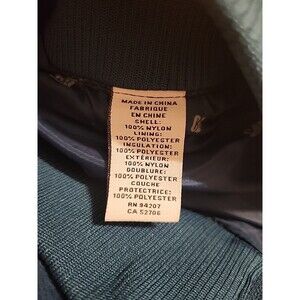 MADE IN CHINA
FABRIQUE
EN CHINE
SHELL:
100% NYLON
LINING:
100% POLYESTER
INSULATION:
100% POLYESTER
EXTÉRIEUR:
100% NYLON
DOUBLURE:
100% POLYESTER
COUCHE
PROTECTRICE:
100% POLYESTER
RN 94207
CA 52706